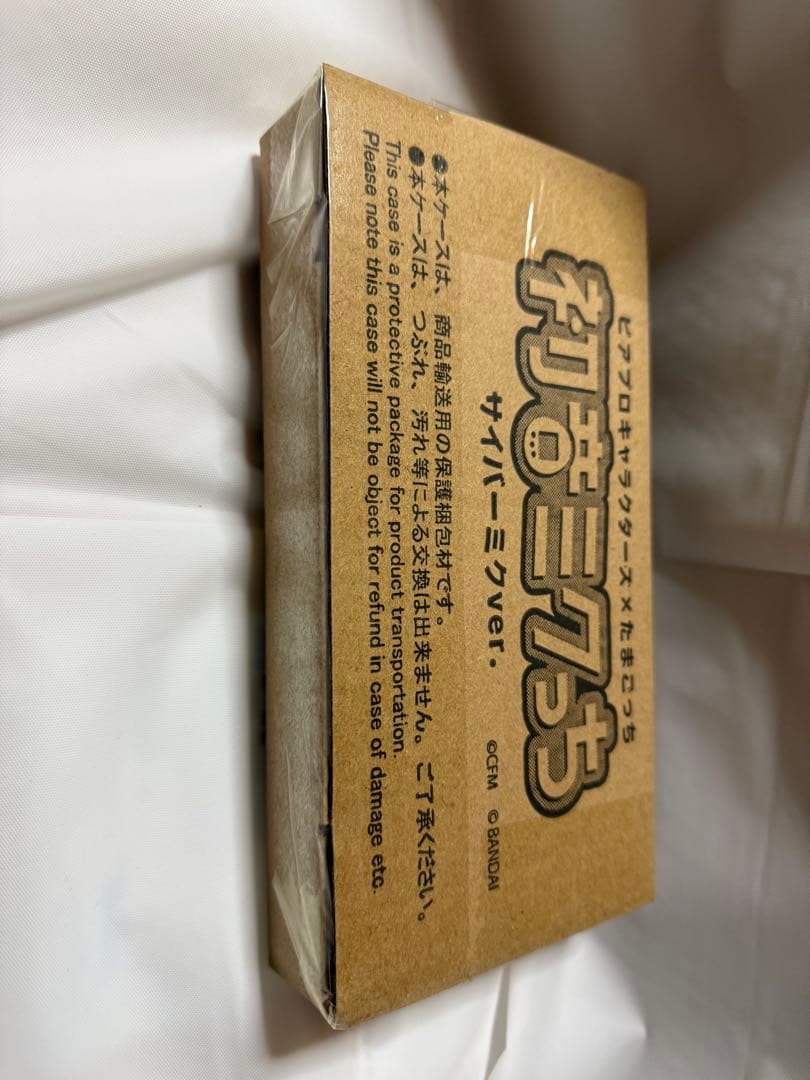 ピアプロキャラクターズ×たまごっち
初音ミクっち
サイバーミクver.
©CFM ©BANDAI
●本ケースは、商品輸送用の保護梱包材です。
●本ケースは、つぶれ、汚れ等による交換は出来ません。ご了承ください。
This case is a protective package for product transportation.
Please note this case will not be object for refund in case of damage etc.